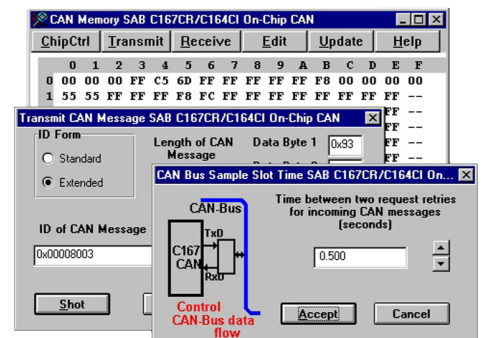 CAN Memory SAB C167CR/C164CI On-Chip CAN
ChipCtrl Transmit Receive Edit Update Help
0 1 2 3 4 5 6 7 8 9 A B C D E F
0 00 00 00 FF C5 6D FF FF FF FF FF F8 00 00 00 00
1 55 55 FF FF FF F8 FC FF FF FF FF FF FF FF FF --
FF --
Transmit CAN Message SAB C167CR/C164CI On-Chip CAN
FF --
ID Form
Standard
Extended
Length of CAN
Message
Data Byte 1 0x93
FF --
FF --
ID of CAN Message
0x00008003
Shot
CAN Bus Sample Slot Time SAB C167CR/C164CI On...
CAN-Bus
TxD
C167
CAN
RxD
Control
CAN-Bus data
flow
Time between two request retries
for incoming CAN messages
(seconds)
0.500
Accept Cancel